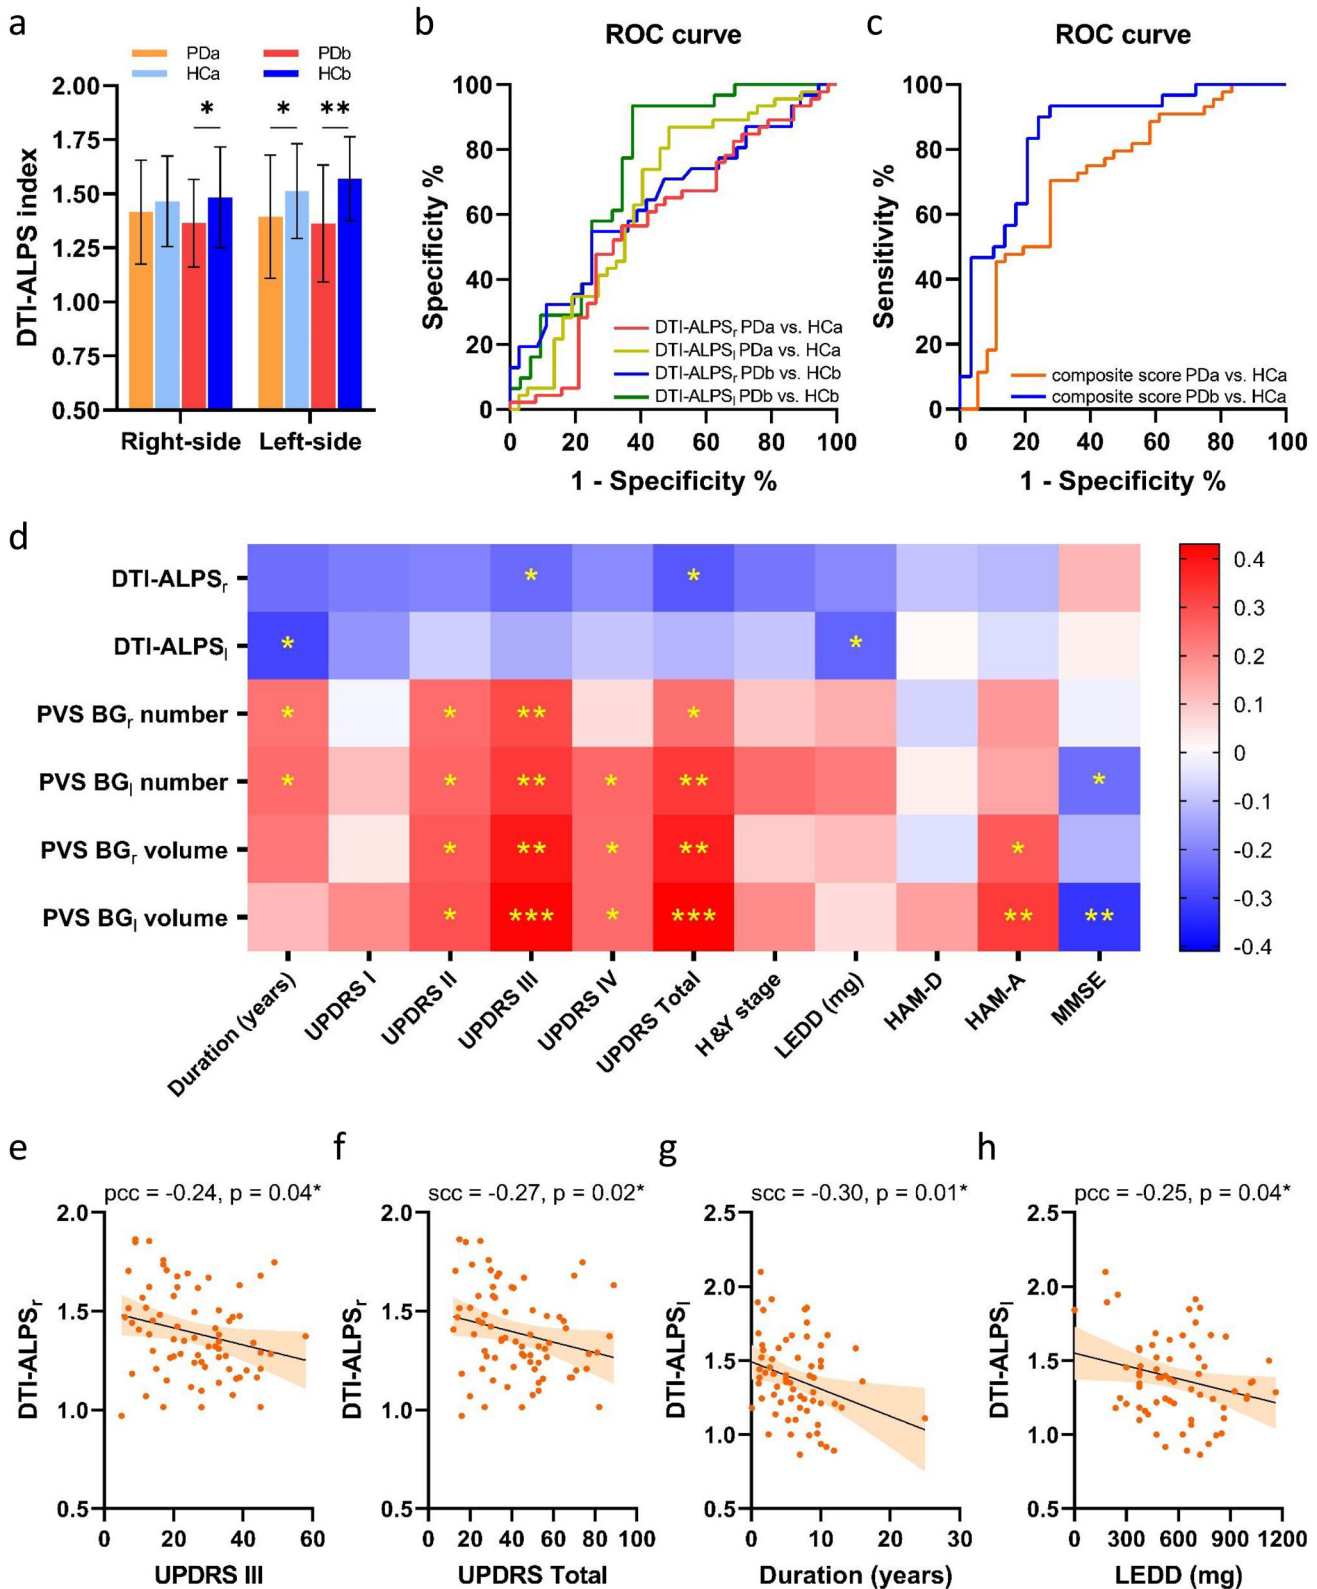 a
PDa
PDb
HCa
HCb
DTI-ALPS index
2.00
1.75
1.50
1.25
1.00
0.75
0.50
*
*
**
Right-side
Left-side
b
ROC curve
Specificity %
100
80
60
40
20
0
DTI-ALPSr PDa vs. HCa
DTI-ALPSl PDa vs. HCa
DTI-ALPSr PDb vs. HCb
DTI-ALPSl PDb vs. HCb
0 20 40 60 80 100
1 - Specificity %
c
ROC curve
Sensitivity %
100
80
60
40
20
0
composite score PDa vs. HCa
composite score PDb vs. HCa
0 20 40 60 80 100
1 - Specificity %
d
DTI-ALPSr
* *
DTI-ALPSl
* *
PVS BGr number
* * ** *
PVS BGl number
* * ** * ** *
PVS BGr volume
* ** * ** *
PVS BGl volume
* *** * *** ** **
Duration (years)
UPDRS I
UPDRS II
UPDRS III
UPDRS IV
UPDRS Total
H&Y stage
LEDD (mg)
HAM-D
HAM-A
MMSE
0.4
0.3
0.2
0.1
0
-0.1
-0.2
-0.3
-0.4
e
pcc = -0.24, p = 0.04*
DTI-ALPSr
2.0
1.5
1.0
0.5
0 20 40 60
UPDRS III
f
scc = -0.27, p = 0.02*
DTI-ALPSr
2.0
1.5
1.0
0.5
0 20 40 60 80 100
UPDRS Total
g
scc = -0.30, p = 0.01*
DTI-ALPSl
2.5
2.0
1.5
1.0
0.5
0 10 20 30
Duration (years)
h
pcc = -0.25, p = 0.04*
DTI-ALPSl
2.5
2.0
1.5
1.0
0.5
0 300 600 900 1200
LEDD (mg)